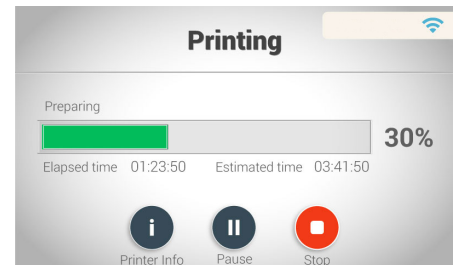 Printing
Preparing
30%
Elapsed time 01:23:50 Estimated time 03:41:50
Printer Info Pause Stop